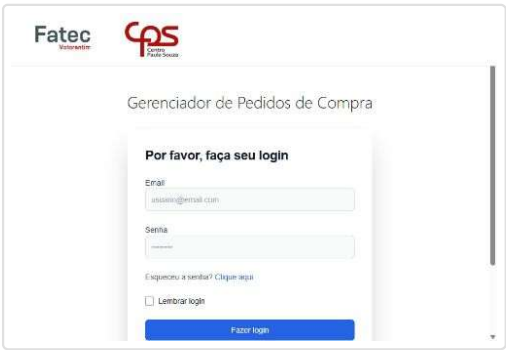 Fatec
Votorantim
CPS
Centro
Paula Souza
Gerenciador de Pedidos de Compra
Por favor, faça seu login
Email
usuario@email.com
Senha
Esqueceu a senha? Clique aqui
Lembrar login
Fazer login